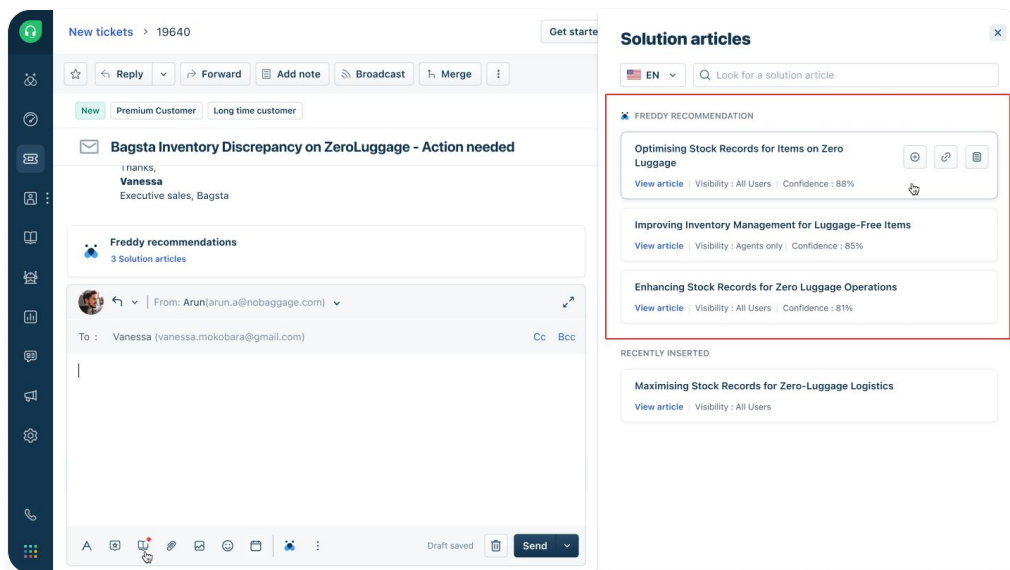 New tickets > 19640
Get starte
Reply
Forward
Add note
Broadcast
Merge
New
Premium Customer
Long time customer
Bagsta Inventory Discrepancy on ZeroLuggage - Action needed
Thanks,
Vanessa
Executive sales, Bagsta
Freddy recommendations
3 Solution articles
From: Arun(arun.a@nobaggage.com)
To : Vanessa (vanessa.mokobara@gmail.com)
Cc Bcc
Draft saved
Send
Solution articles
EN
Look for a solution article
FREDDY RECOMMENDATION
Optimising Stock Records for Items on Zero
Luggage
View article | Visibility : All Users | Confidence : 88%
Improving Inventory Management for Luggage-Free Items
View article | Visibility : Agents only | Confidence : 85%
Enhancing Stock Records for Zero Luggage Operations
View article | Visibility : All Users | Confidence : 81%
RECENTLY INSERTED
Maximising Stock Records for Zero-Luggage Logistics
View article | Visibility : All Users